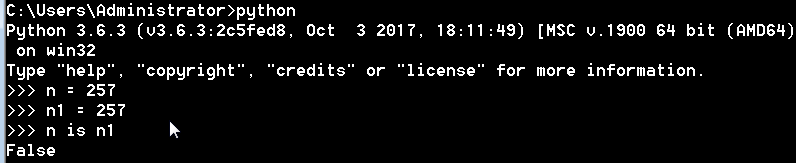 C:\Users\Administrator>python
Python 3.6.3 (v3.6.3:2c5fed8, Oct  3 2017, 18:11:49) [MSC v.1900 64 bit (AMD64)]
 on win32
Type "help", "copyright", "credits" or "license" for more information.
>>> n = 257
>>> n1 = 257
>>> n is n1
False